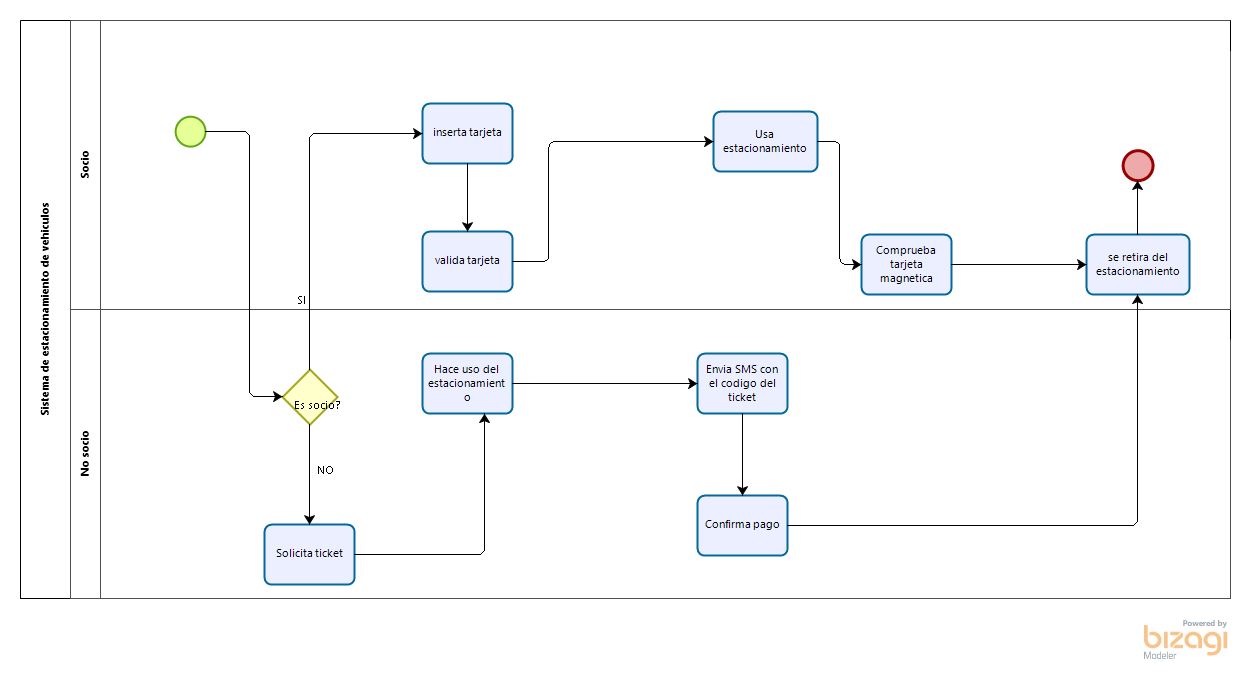 Sistema de estacionamiento de vehiculos
Socio
inserta tarjeta
valida tarjeta
Usa
estacionamiento
Comprueba
tarjeta
magnetica
se retira del
estacionamiento
SI
No socio
Es socio?
NO
Solicita ticket
Hace uso del
estacionamient
o
Envia SMS con
el codigo del
ticket
Confirma pago
Powered by
bizagi
Modeler